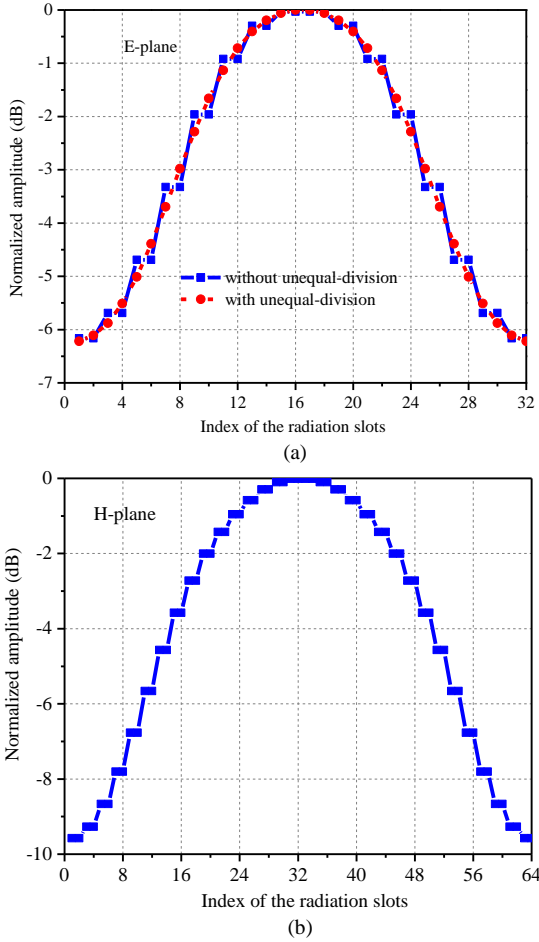 0
E-plane
-1
-2
-3
-4
-5
-6
-7
Normalized amplitude (dB)
without unequal-division
with unequal-division
0 4 8 12 16 20 24 28 32
Index of the radiation slots
(a)
0
H-plane
-2
-4
-6
-8
-10
Normalized amplitude (dB)
0 8 16 24 32 40 48 56 64
Index of the radiation slots
(b)